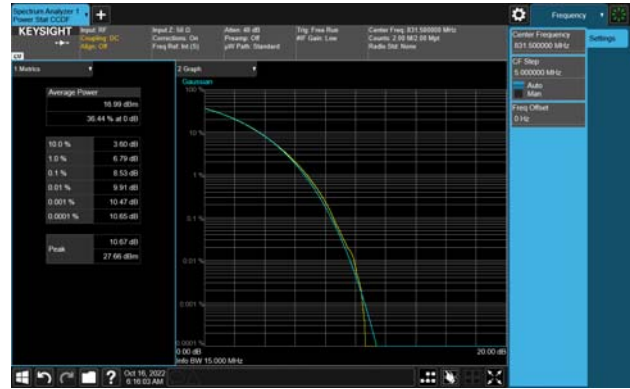 Spectrum Analyzer 1
Power Stat CCDF
+
Frequency
KEYSIGHT
Input: RF
Coupling: DC
Align: Off
Input Z: 50 Ω
Corrections: On
Freq Ref: Int (S)
Atten: 40 dB
Preamp: Off
µW Path: Standard
Trig: Free Run
#IF Gain: Low
Center Freq: 831.500000 MHz
Counts: 2.00 M/2.00 Mpt
Radio Std: None
Center Frequency
831.500000 MHz
Settings
CF Step
5.000000 MHz
Auto
Man
Freq Offset
0 Hz
1 Metrics
Average Power
16.99 dBm
36.44 % at 0 dB
10.0 % 3.60 dB
1.0 % 6.79 dB
0.1 % 8.53 dB
0.01 % 9.91 dB
0.001 % 10.47 dB
0.0001 % 10.65 dB
Peak
10.67 dB
27.66 dBm
2 Graph
Gaussian
100 %
10 %
1 %
0.1 %
0.01 %
0.001 %
0.0001 %
0.00 dB
20.00 dB
Info BW 15.000 MHz
?
Oct 16, 2022
6:16:03 AM